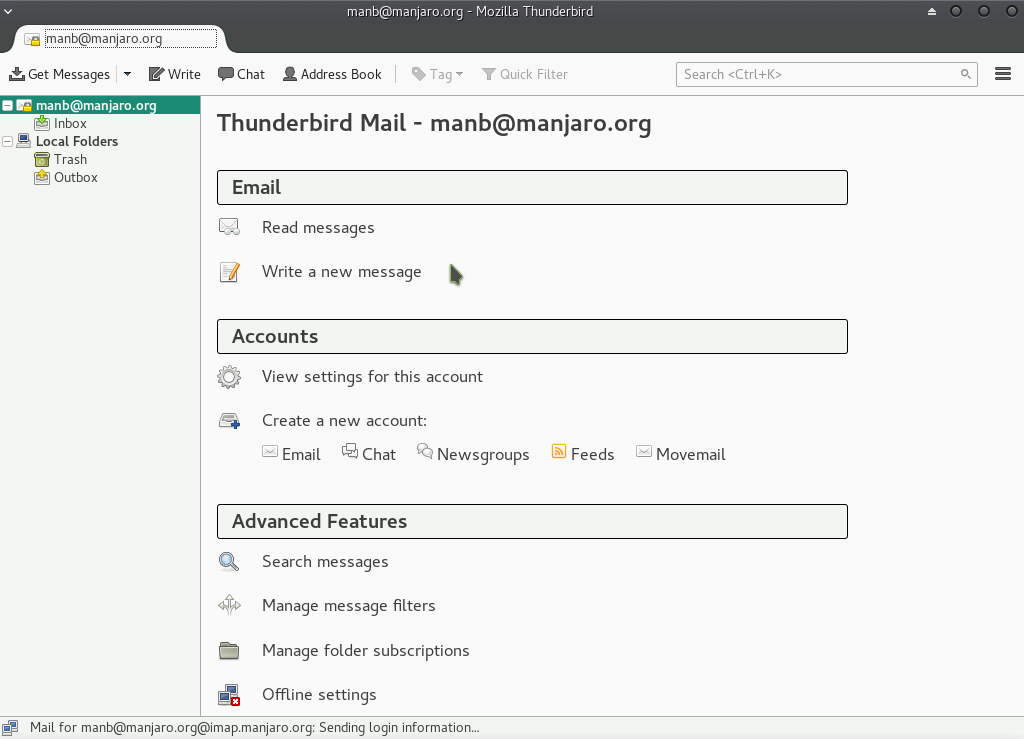 manb@manjaro.org - Mozilla Thunderbird
manb@manjaro.org
Get Messages Write Chat Address Book Tag Quick Filter Search <Ctrl+K>
manb@manjaro.org
Inbox
Local Folders
Trash
Outbox
Thunderbird Mail - manb@manjaro.org
Email
Read messages
Write a new message
Accounts
View settings for this account
Create a new account:
Email Chat Newsgroups Feeds Movemail
Advanced Features
Search messages
Manage message filters
Manage folder subscriptions
Offline settings
Mail for manb@manjaro.org@imap.manjaro.org: Sending login information...